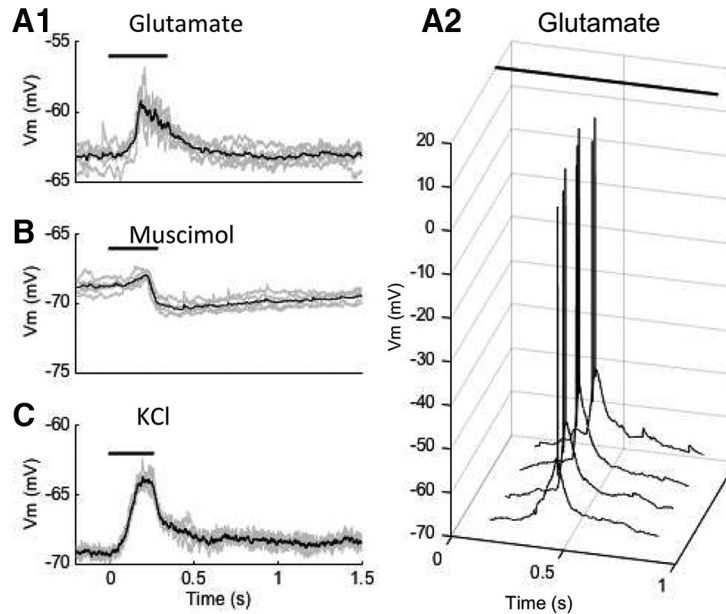 A1 Glutamate
-55
-60
-65
Vm (mV)
B Muscimol
-65
-70
-75
Vm (mV)
C KCl
-60
-65
-70
Vm (mV)
0 0.5 1 1.5
Time (s)
A2 Glutamate
20
10
0
-10
-20
-30
-40
-50
-60
-70
Vm (mV)
0 0.5 1
Time (s)